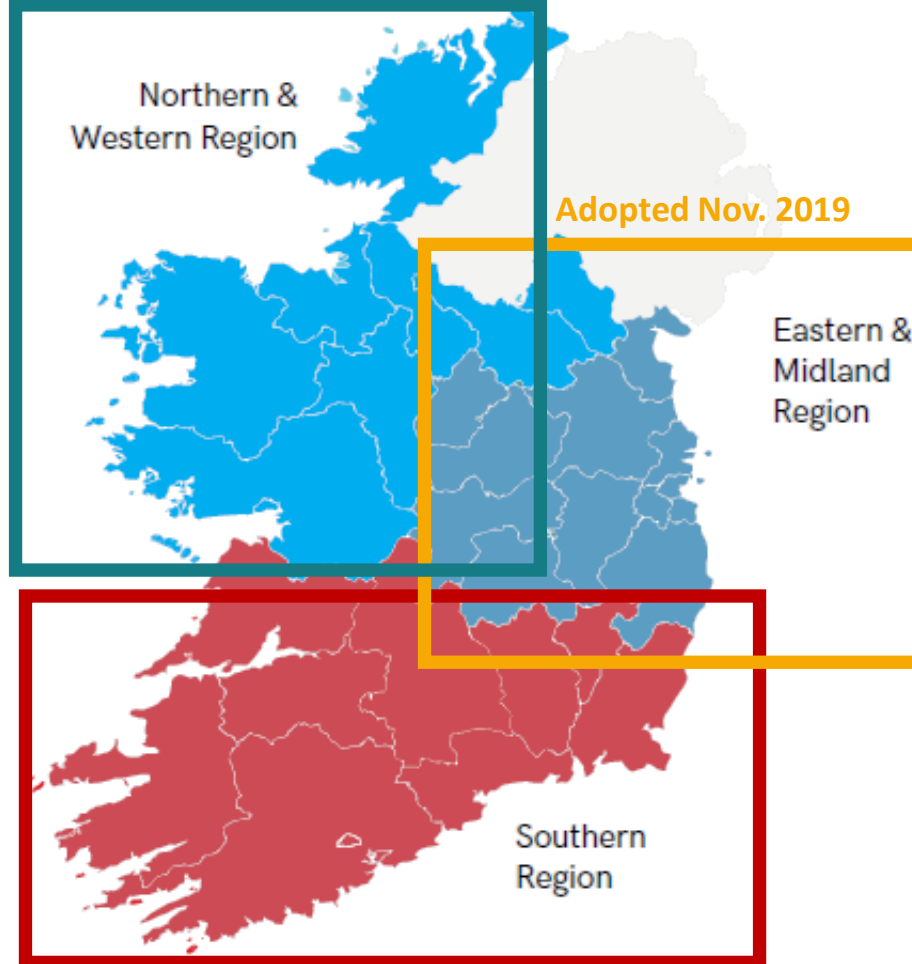 Northern &
Western Region
Adopted Nov. 2019
Eastern &
Midland
Region
Southern
Region